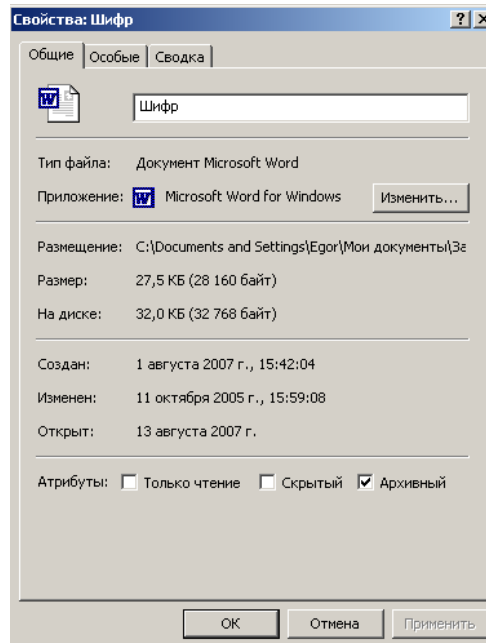 Свойства: Шифр
Общие Особые Сводка
Шифр
Тип файла: Документ Microsoft Word
Приложение: Microsoft Word for Windows Изменить...
Размещение: C:\Documents and Settings\Egor\Мои документы\За
Размер: 27,5 КБ (28 160 байт)
На диске: 32,0 КБ (32 768 байт)
Создан: 1 августа 2007 г., 15:42:04
Изменен: 11 октября 2005 г., 15:59:08
Открыт: 13 августа 2007 г.
Атрибуты: Только чтение Скрытый Архивный
ОК Отмена Применить